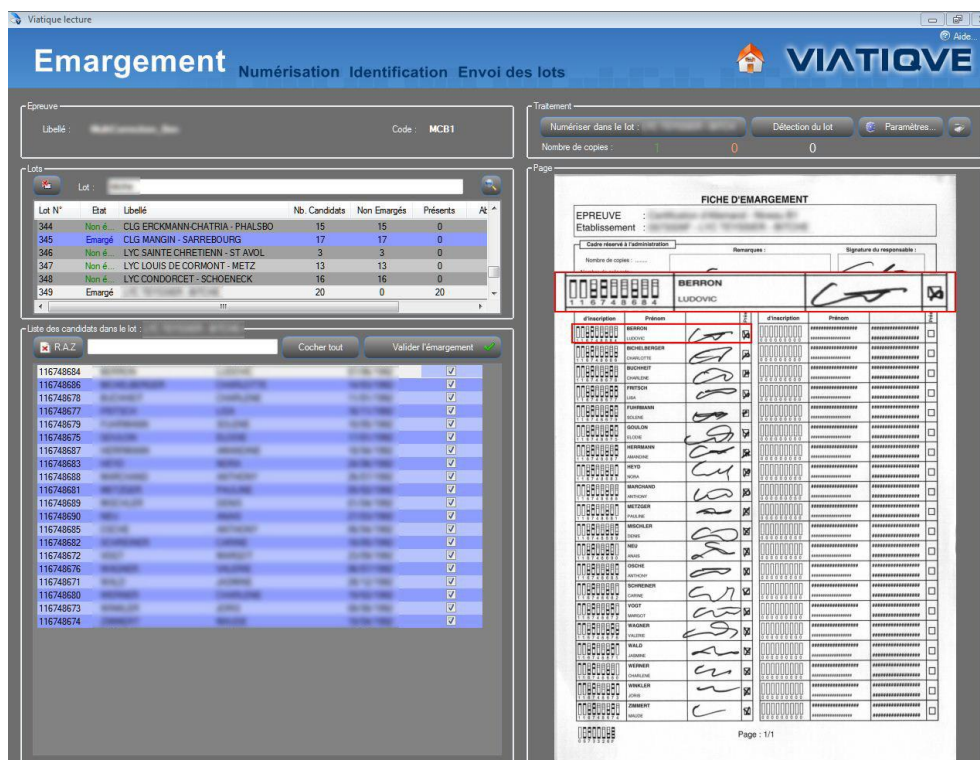 Viatique lecture
Aide...
Emargement Numérisation Identification Envoi des lots
VIATIQVE
Epreuve
Libellé :
Code : MCB1
Lots
Lot :
Lot N° Etat Libellé Nb. Candidats Non Emargés Présents
344 Non é... CLG ERCKMANN-CHATRIA - PHALSBO 15 15 0
345 Emargé CLG MANGIN - SARREBOURG 17 17 0
346 Non é... LYC SAINTE CHRETIENN - ST AVOL 3 3 0
347 Non é... LYC LOUIS DE CORMONT - METZ 13 13 0
348 Non é... LYC CONDORCET - SCHOENECK 16 16 0
349 Emargé 20 0 20
Liste des candidats dans le lot :
R.A.Z Cocher tout Valider l'émargement
116748684
116748686
116748678
116748677
116748679
116748675
116748687
116748683
116748688
116748681
116748689
116748690
116748685
116748682
116748672
116748676
116748671
116748680
116748673
116748674
Traitement
Numériser dans le lot : Détection du lot Paramètres...
Nombre de copies : 1 0 0
Page
FICHE D'EMARGEMENT
EPREUVE :
Etablissement :
Cadre réservé à l'administration Remarques : Signature du responsable :
Nombre de copies : ......
BERRON
LUDOVIC
1 1 6 7 4 8 6 8 4
d'inscription Prénom d'inscription Prénom
BERRON
LUDOVIC
BICHELBERGER
CHARLOTTE
BUCHHEIT
CHARLENE
FRITSCH
LISA
FUHRMANN
SOLENE
GOULON
ELODIE
HERRMANN
AMANDINE
HEYD
NORA
MARCHAND
ANTHONY
METZGER
PAULINE
MISCHLER
DENIS
NEU
ANAIS
OSCHE
ANTHONY
SCHREINER
CARINE
VOGT
MARGOT
WAGNER
VALERIE
WALD
JASMINE
WERNER
CHARLENE
WINKLER
JORIS
ZIMMERT
MAUDE
Page : 1/1